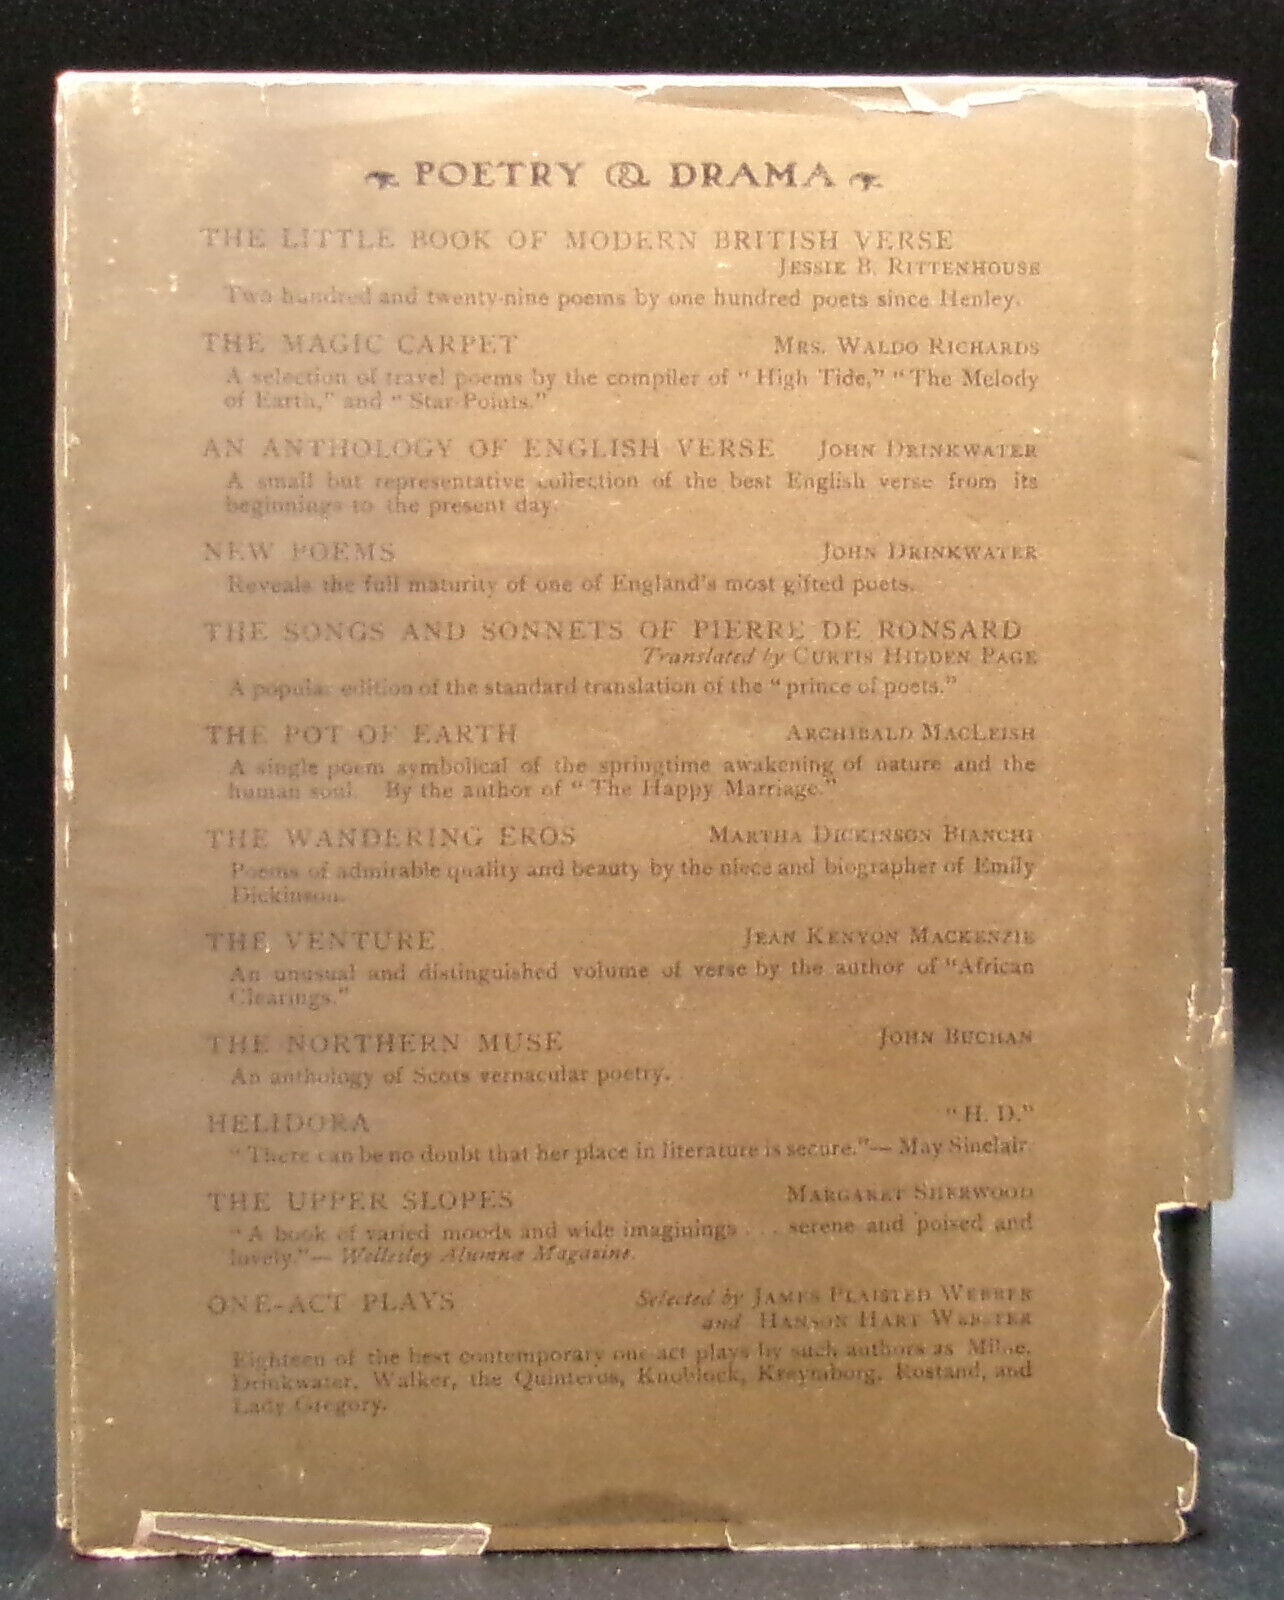 POETRY & DRAMA
THE LITTLE BOOK OF MODERN BRITISH VERSE
JESSIE B. RITTENHOUSE
Two hundred and twenty-nine poems by one hundred poets since Henley.
THE MAGIC CARPET MRS. WALDO RICHARDS
A selection of travel poems by the compiler of "High Tide," "The Melody
of Earth," and "Star-Points."
AN ANTHOLOGY OF ENGLISH VERSE JOHN DRINKWATER
A small but representative collection of the best English verse from its
beginnings to the present day.
NEW POEMS JOHN DRINKWATER
Reveals the full maturity of one of England's most gifted poets.
THE SONGS AND SONNETS OF PIERRE DE RONSARD
Translated by CURTIS HIDDEN PAGE
A popular edition of the standard translation of the "prince of poets."
THE POT OF EARTH ARCHIBALD MACLEISH
A single poem symbolical of the springtime awakening of nature and the
human soul. By the author of "The Happy Marriage."
THE WANDERING EROS MARTHA DICKINSON BIANCHI
Poems of admirable quality and beauty by the niece and biographer of Emily
Dickinson.
THE VENTURE JEAN KENYON MACKENZIE
An unusual and distinguished volume of verse by the author of "African
Clearings."
THE NORTHERN MUSE JOHN BUCHAN
An anthology of Scots vernacular poetry.
HELIDORA "H. D."
"There can be no doubt that her place in literature is secure."— May Sinclair
THE UPPER SLOPES MARGARET SHERWOOD
"A book of varied moods and wide imaginings . . . serene and poised and
lovely."— Wellesley Alumnæ Magazine.
ONE-ACT PLAYS Selected by JAMES PLAISTED WEBBER
and HANSON HART WEBSTER
Eighteen of the best contemporary one-act plays by such authors as Milne,
Drinkwater, Walker, the Quinteros, Knoblock, Kreymborg, Rostand, and
Lady Gregory.